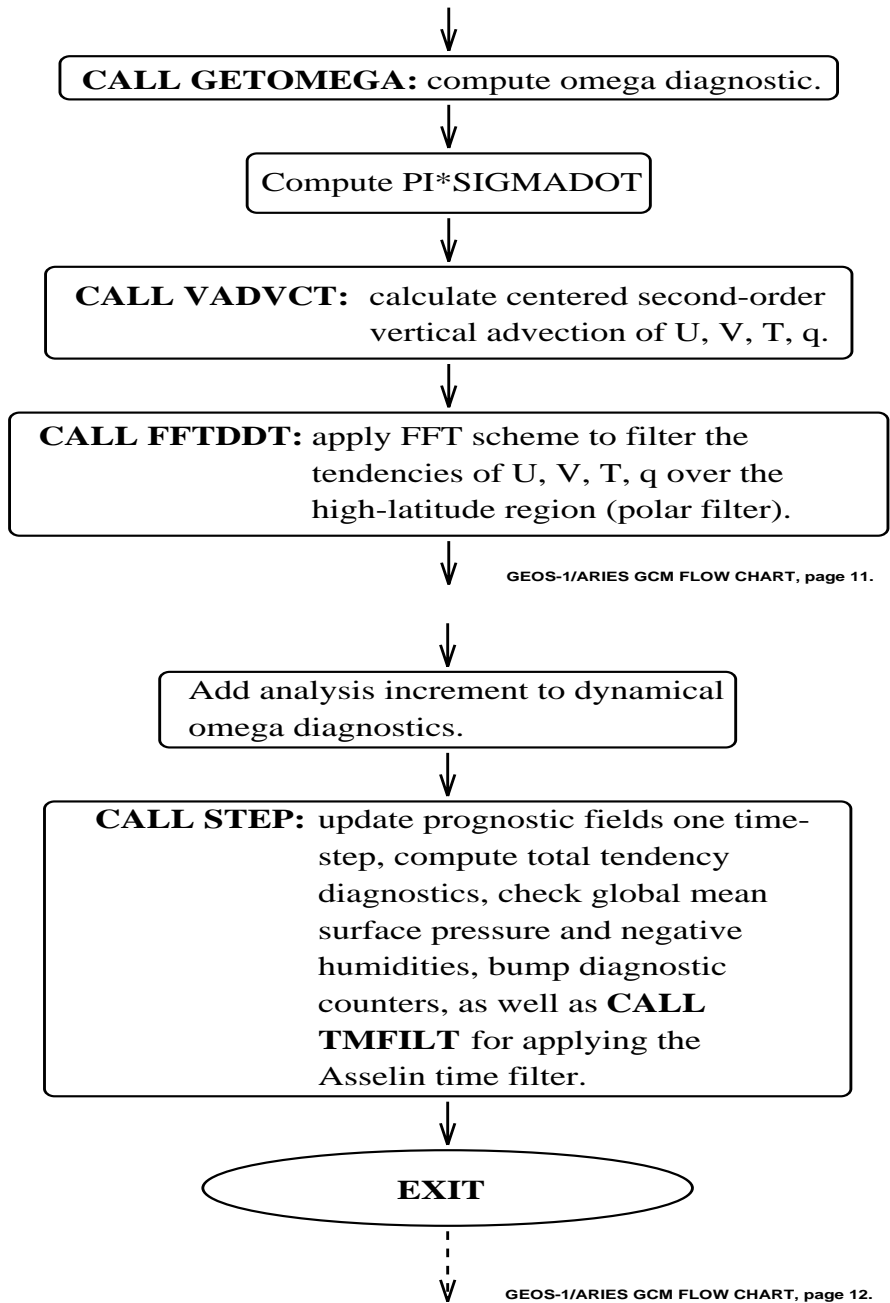 CALL GETOMEGA: compute omega diagnostic.
Compute PI*SIGMADOT
CALL VADVCT: calculate centered second-order
vertical advection of U, V, T, q.
CALL FFTDDT: apply FFT scheme to filter the
tendencies of U, V, T, q over the
high-latitude region (polar filter).
GEOS-1/ARIES GCM FLOW CHART, page 11.
Add analysis increment to dynamical
omega diagnostics.
CALL STEP: update prognostic fields one time-
step, compute total tendency
diagnostics, check global mean
surface pressure and negative
humidities, bump diagnostic
counters, as well as CALL
TMFILT for applying the
Asselin time filter.
EXIT
GEOS-1/ARIES GCM FLOW CHART, page 12.